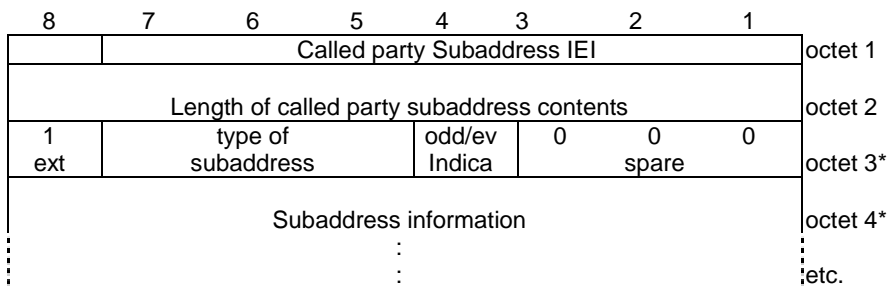 8 7 6 5 4 3 2 1
Called party Subaddress IEI octet 1
Length of called party subaddress contents octet 2
1 type of odd/ev 0 0 0
ext subaddress Indica spare octet 3*
Subaddress information octet 4*
:
: etc.